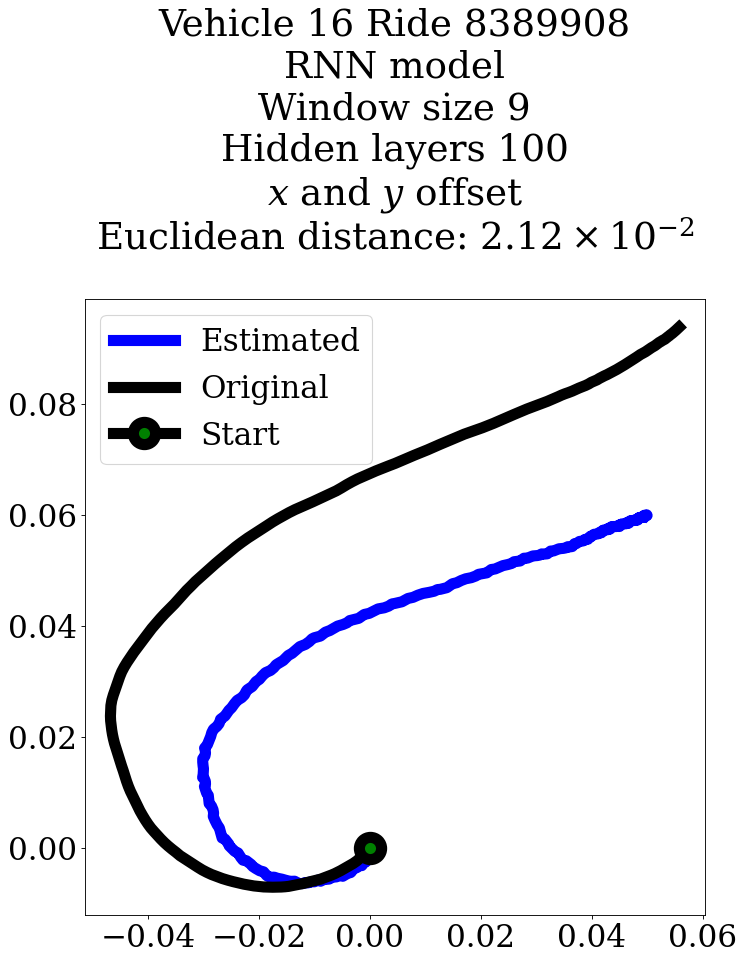 Vehicle 16 Ride 8389908
RNN model
Window size 9
Hidden layers 100
x and y offset
Euclidean distance: 2.12 × 10⁻²
Estimated
Original
Start
0.08
0.06
0.04
0.02
0.00
−0.04 −0.02 0.00 0.02 0.04 0.06